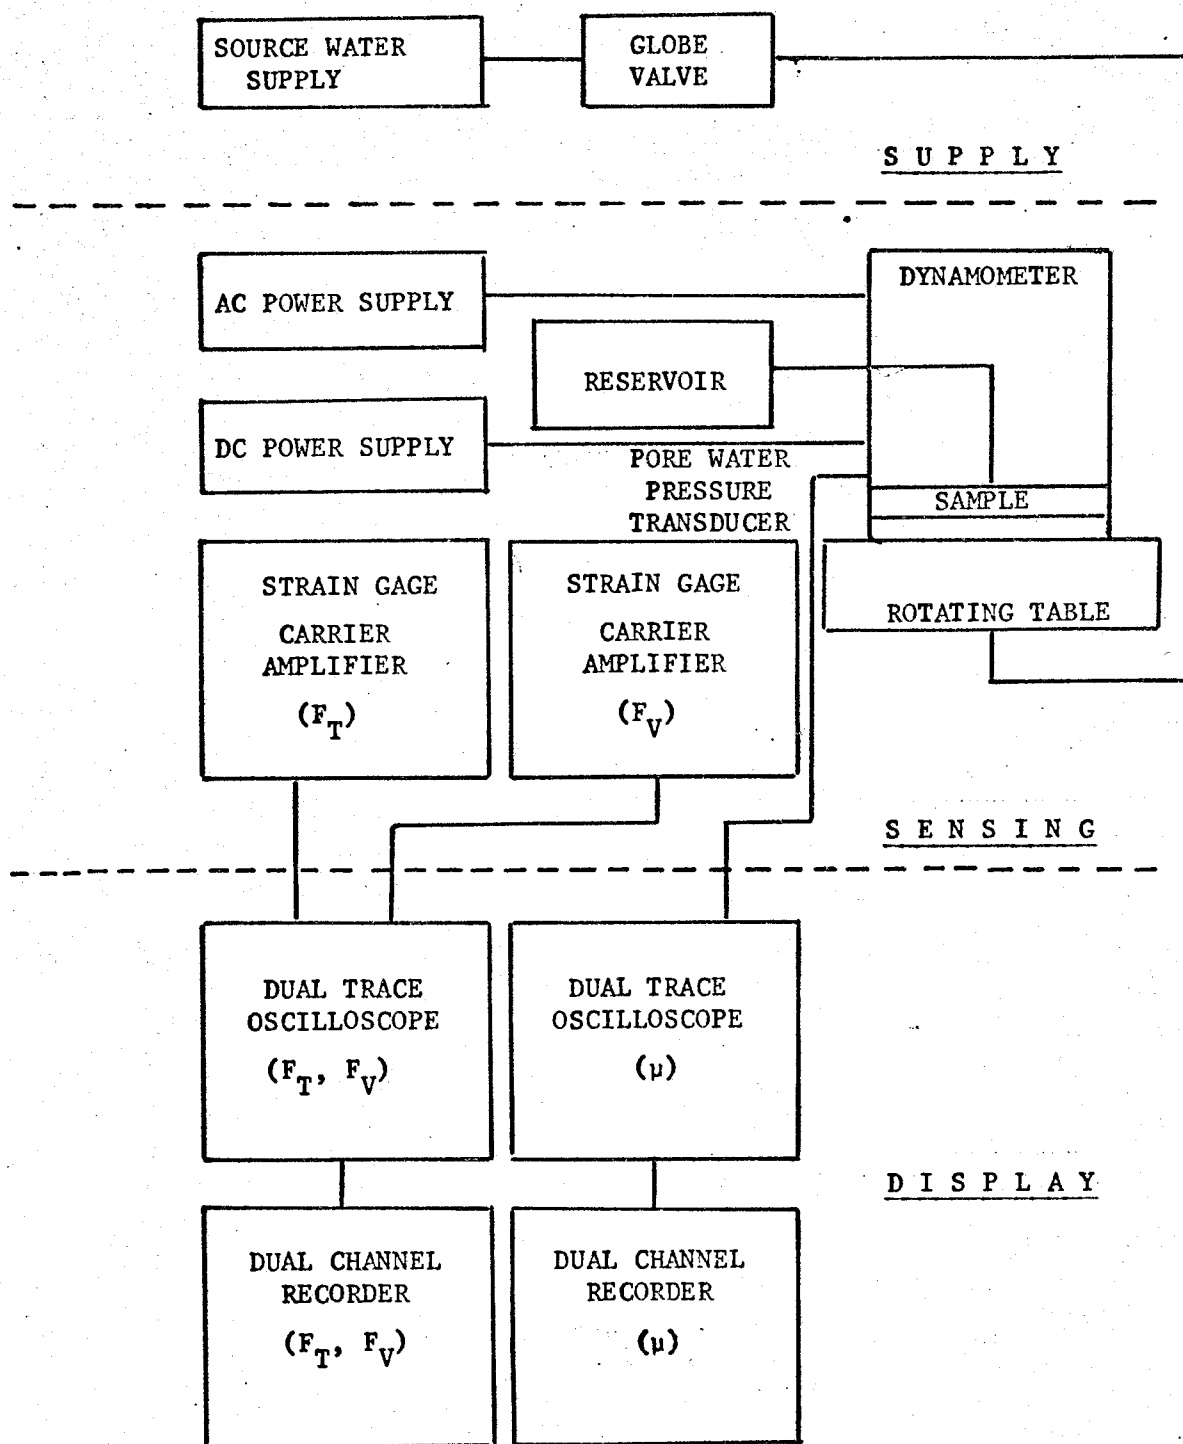 SOURCE WATER
SUPPLY
GLOBE
VALVE
SUPPLY
AC POWER SUPPLY
DYNAMOMETER
RESERVOIR
DC POWER SUPPLY
PORE WATER
PRESSURE
TRANSDUCER
SAMPLE
ROTATING TABLE
STRAIN GAGE
CARRIER
AMPLIFIER
(F_T)
STRAIN GAGE
CARRIER
AMPLIFIER
(F_V)
SENSING
DUAL TRACE
OSCILLOSCOPE
(F_T, F_V)
DUAL TRACE
OSCILLOSCOPE
(μ)
DISPLAY
DUAL CHANNEL
RECORDER
(F_T, F_V)
DUAL CHANNEL
RECORDER
(μ)